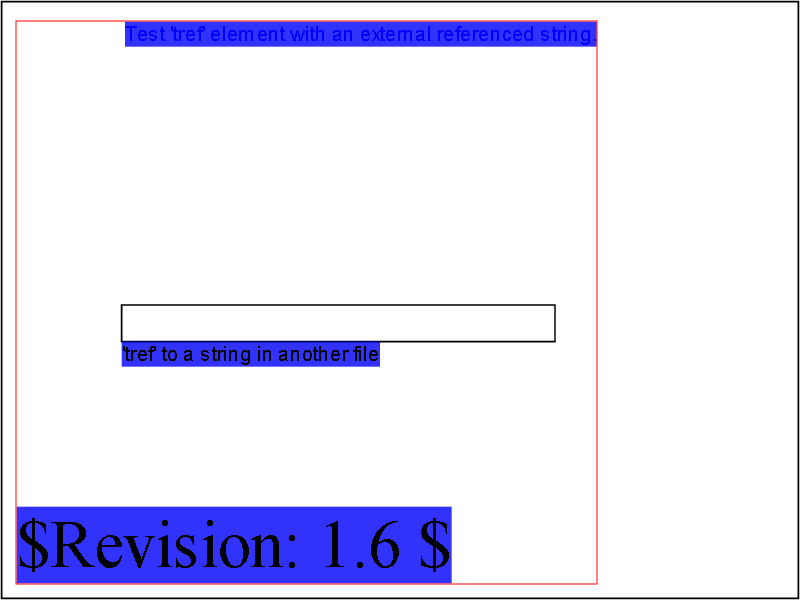 Test 'tref' element with an external referenced string.
'tref' to a string in another file
$Revision: 1.6 $